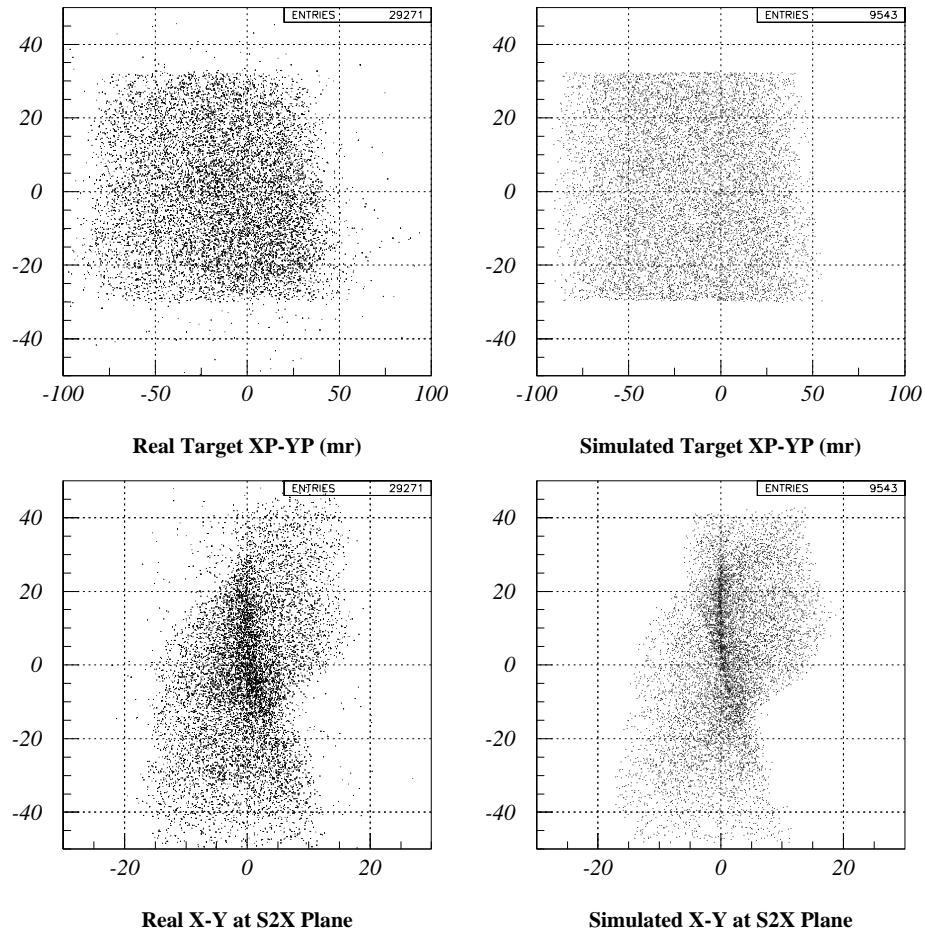 ENTRIES 29271
ENTRIES 9543
40
20
0
-20
-40
40
20
0
-20
-40
-100 -50 0 50 100
-100 -50 0 50 100
Real Target XP-YP (mr)
Simulated Target XP-YP (mr)
ENTRIES 29271
ENTRIES 9543
40
20
0
-20
-40
40
20
0
-20
-40
-20 0 20
-20 0 20
Real X-Y at S2X Plane
Simulated X-Y at S2X Plane